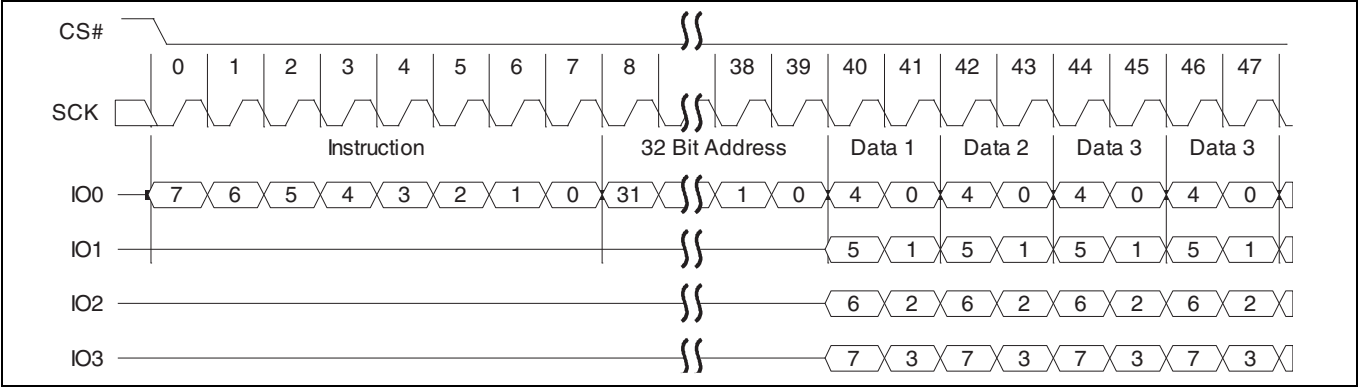 CS#
0 1 2 3 4 5 6 7 8 38 39 40 41 42 43 44 45 46 47
SCK
Instruction 32 Bit Address Data 1 Data 2 Data 3 Data 3
IO0 7 6 5 4 3 2 1 0 31 1 0 4 0 4 0 4 0 4 0
IO1 5 1 5 1 5 1 5 1
IO2 6 2 6 2 6 2 6 2
IO3 7 3 7 3 7 3 7 3